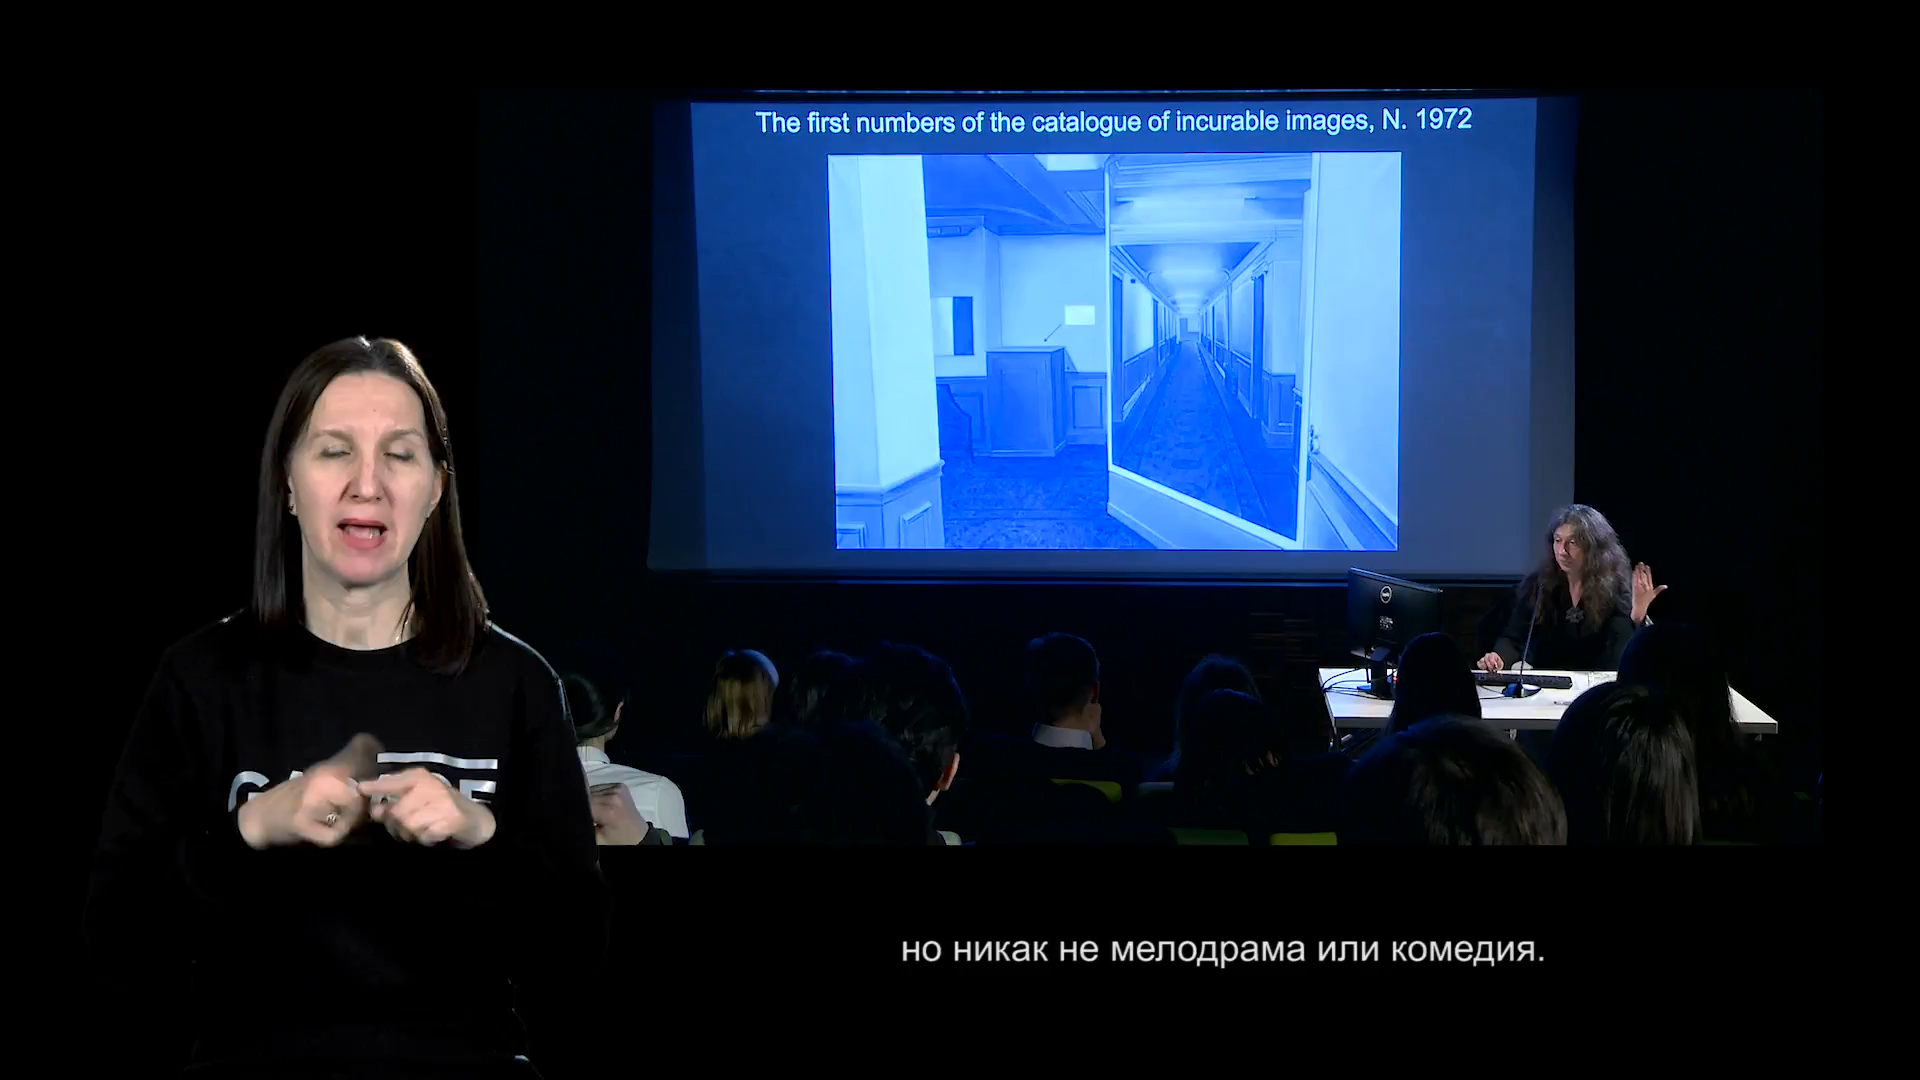 The first numbers of the catalogue of incurable images, N. 1972
но никак не мелодрама или комедия.